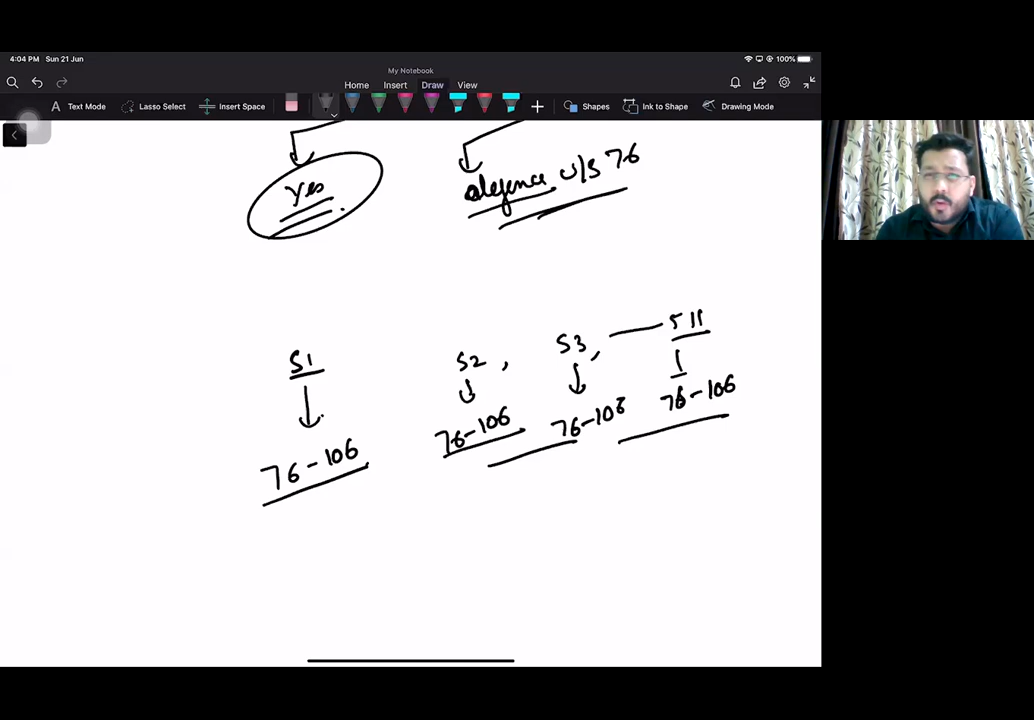 4:04 PM Sun 21 Jun 100%
My Notebook
Home Insert Draw View
A Text Mode Lasso Select Insert Space Shapes Ink to Shape Drawing Mode
Yes
defence U/S 76
S1 S2 , S3 , — 511
76-106 76-106 76-106 76-106